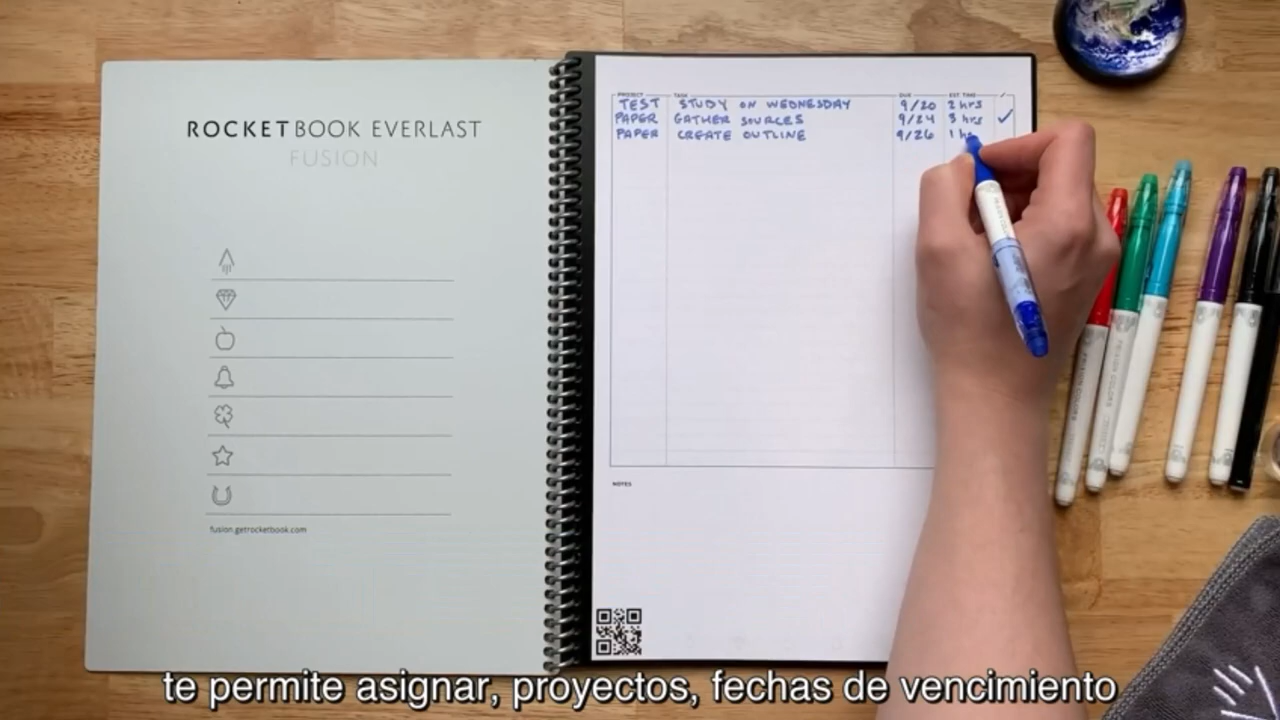 ROCKETBOOK EVERLAST
FUSION
fusion.getrocketbook.com
PROJECT TASK DUE EST. TIME ✓
TEST STUDY ON WEDNESDAY 9/20 2 hrs
PAPER GATHER SOURCES 9/24 3 hrs ✓
PAPER CREATE OUTLINE 9/26 1 hr
NOTES
te permite asignar, proyectos, fechas de vencimiento